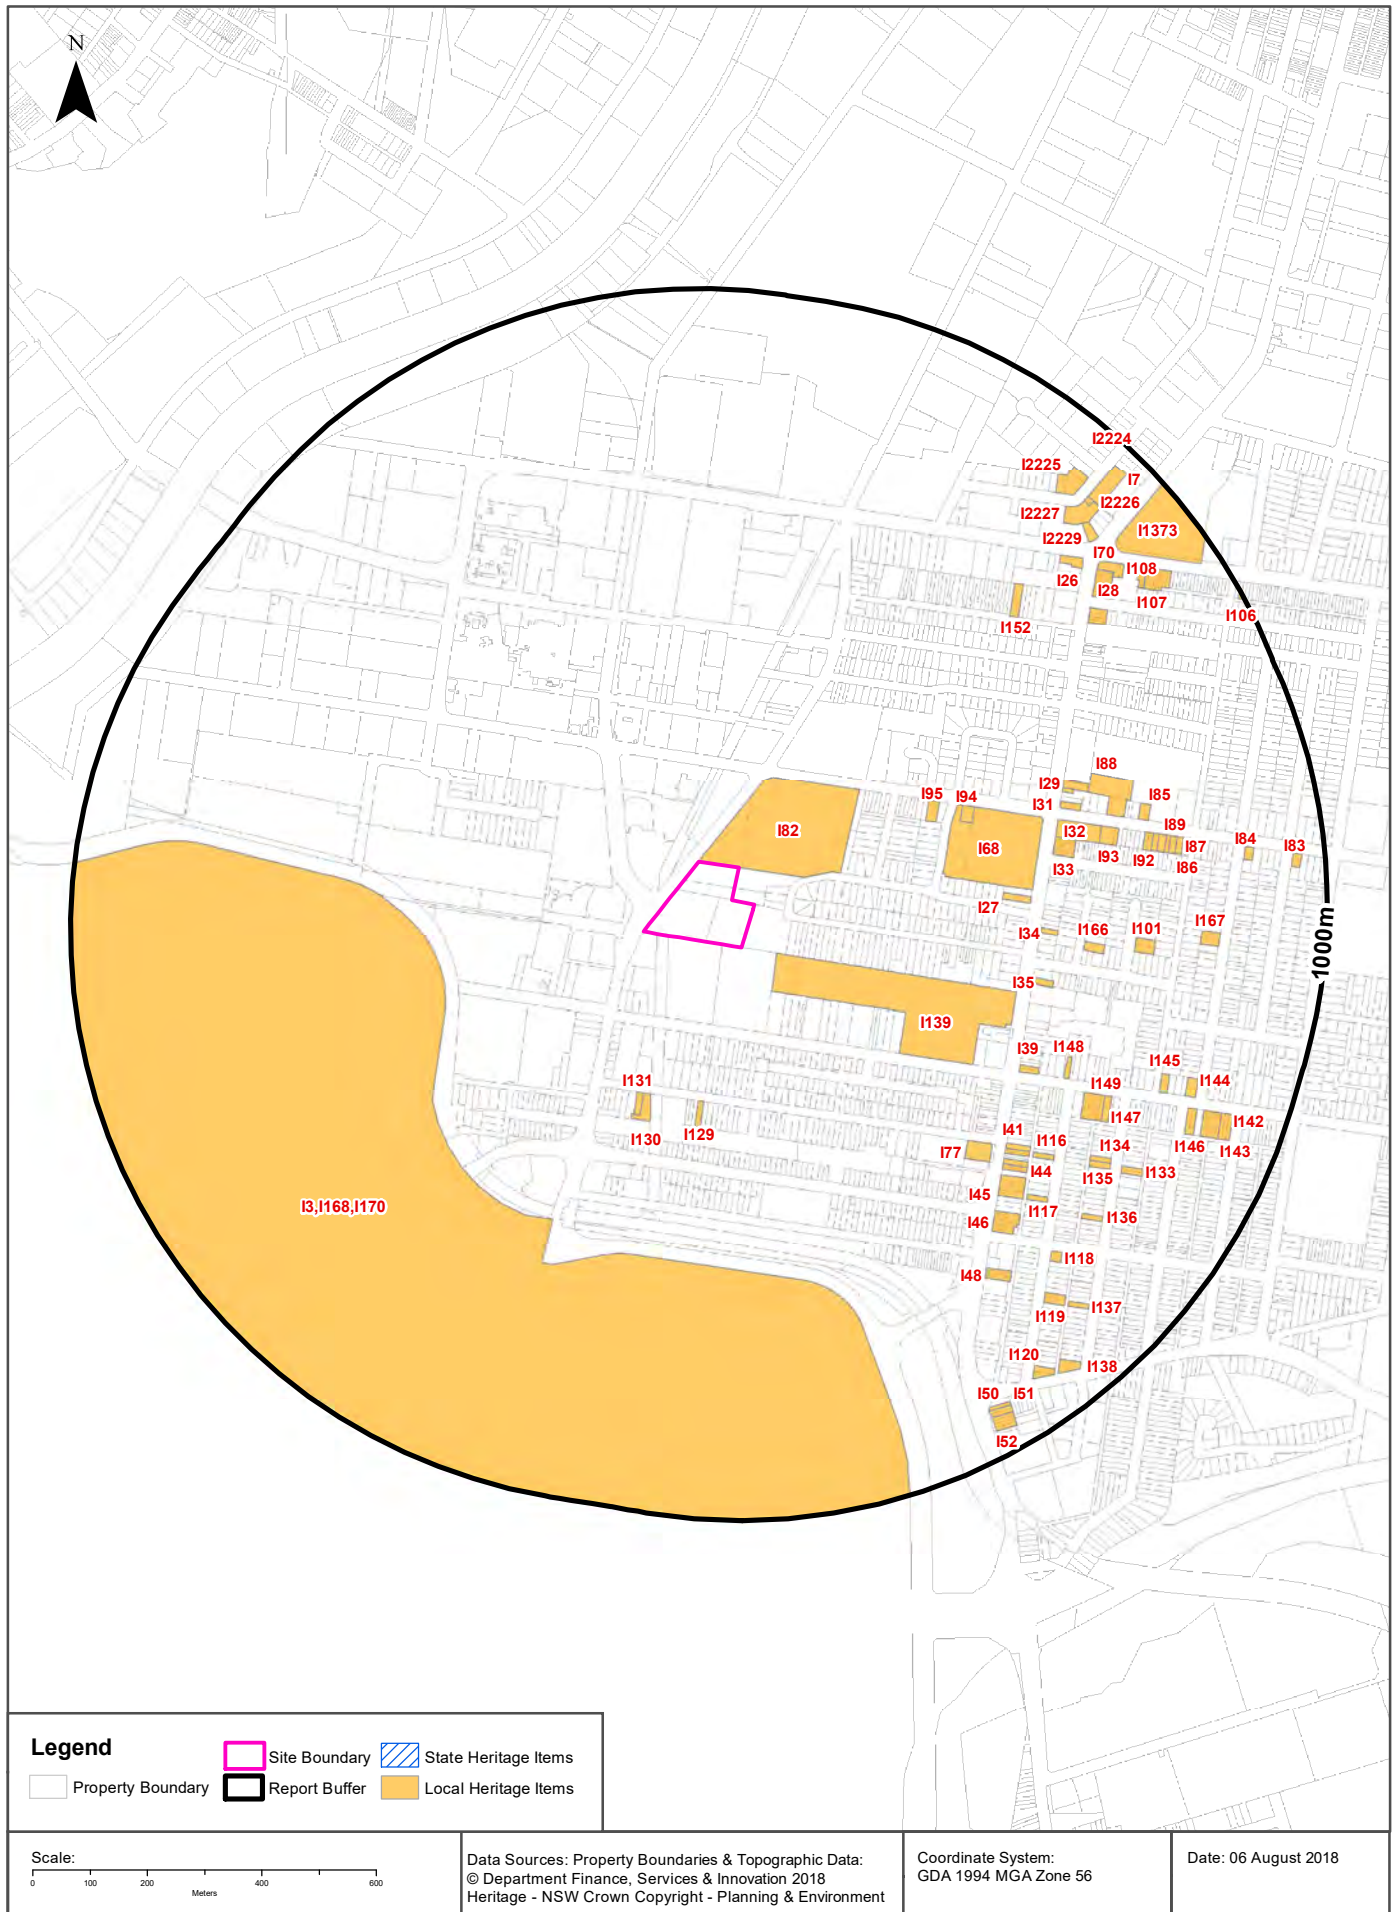 N
I2224
I2225
I7
I2226
I2227
I1373
I2229
I70
I108
I26
I28
I107
I106
I152
I88
I29
I95
I94
I31
I85
I82
I89
I32
I84
I83
I68
I87
I93
I92
I33
I86
I27
I167
I34
I166
I101
1000m
I35
I139
I39
I148
I131
I145
I144
I149
I147
I142
I41
I129
I130
I116
I134
I146
I143
I77
I44
I135
I133
I45
I3,I168,I170
I117
I46
I136
I118
I48
I137
I119
I120
I138
I50
I51
I52
Legend
Site Boundary
State Heritage Items
Property Boundary
Report Buffer
Local Heritage Items
Scale:
0 100 200 400 600
Meters
Data Sources: Property Boundaries & Topographic Data:
© Department Finance, Services & Innovation 2018
Heritage - NSW Crown Copyright - Planning & Environment
Coordinate System:
GDA 1994 MGA Zone 56
Date: 06 August 2018